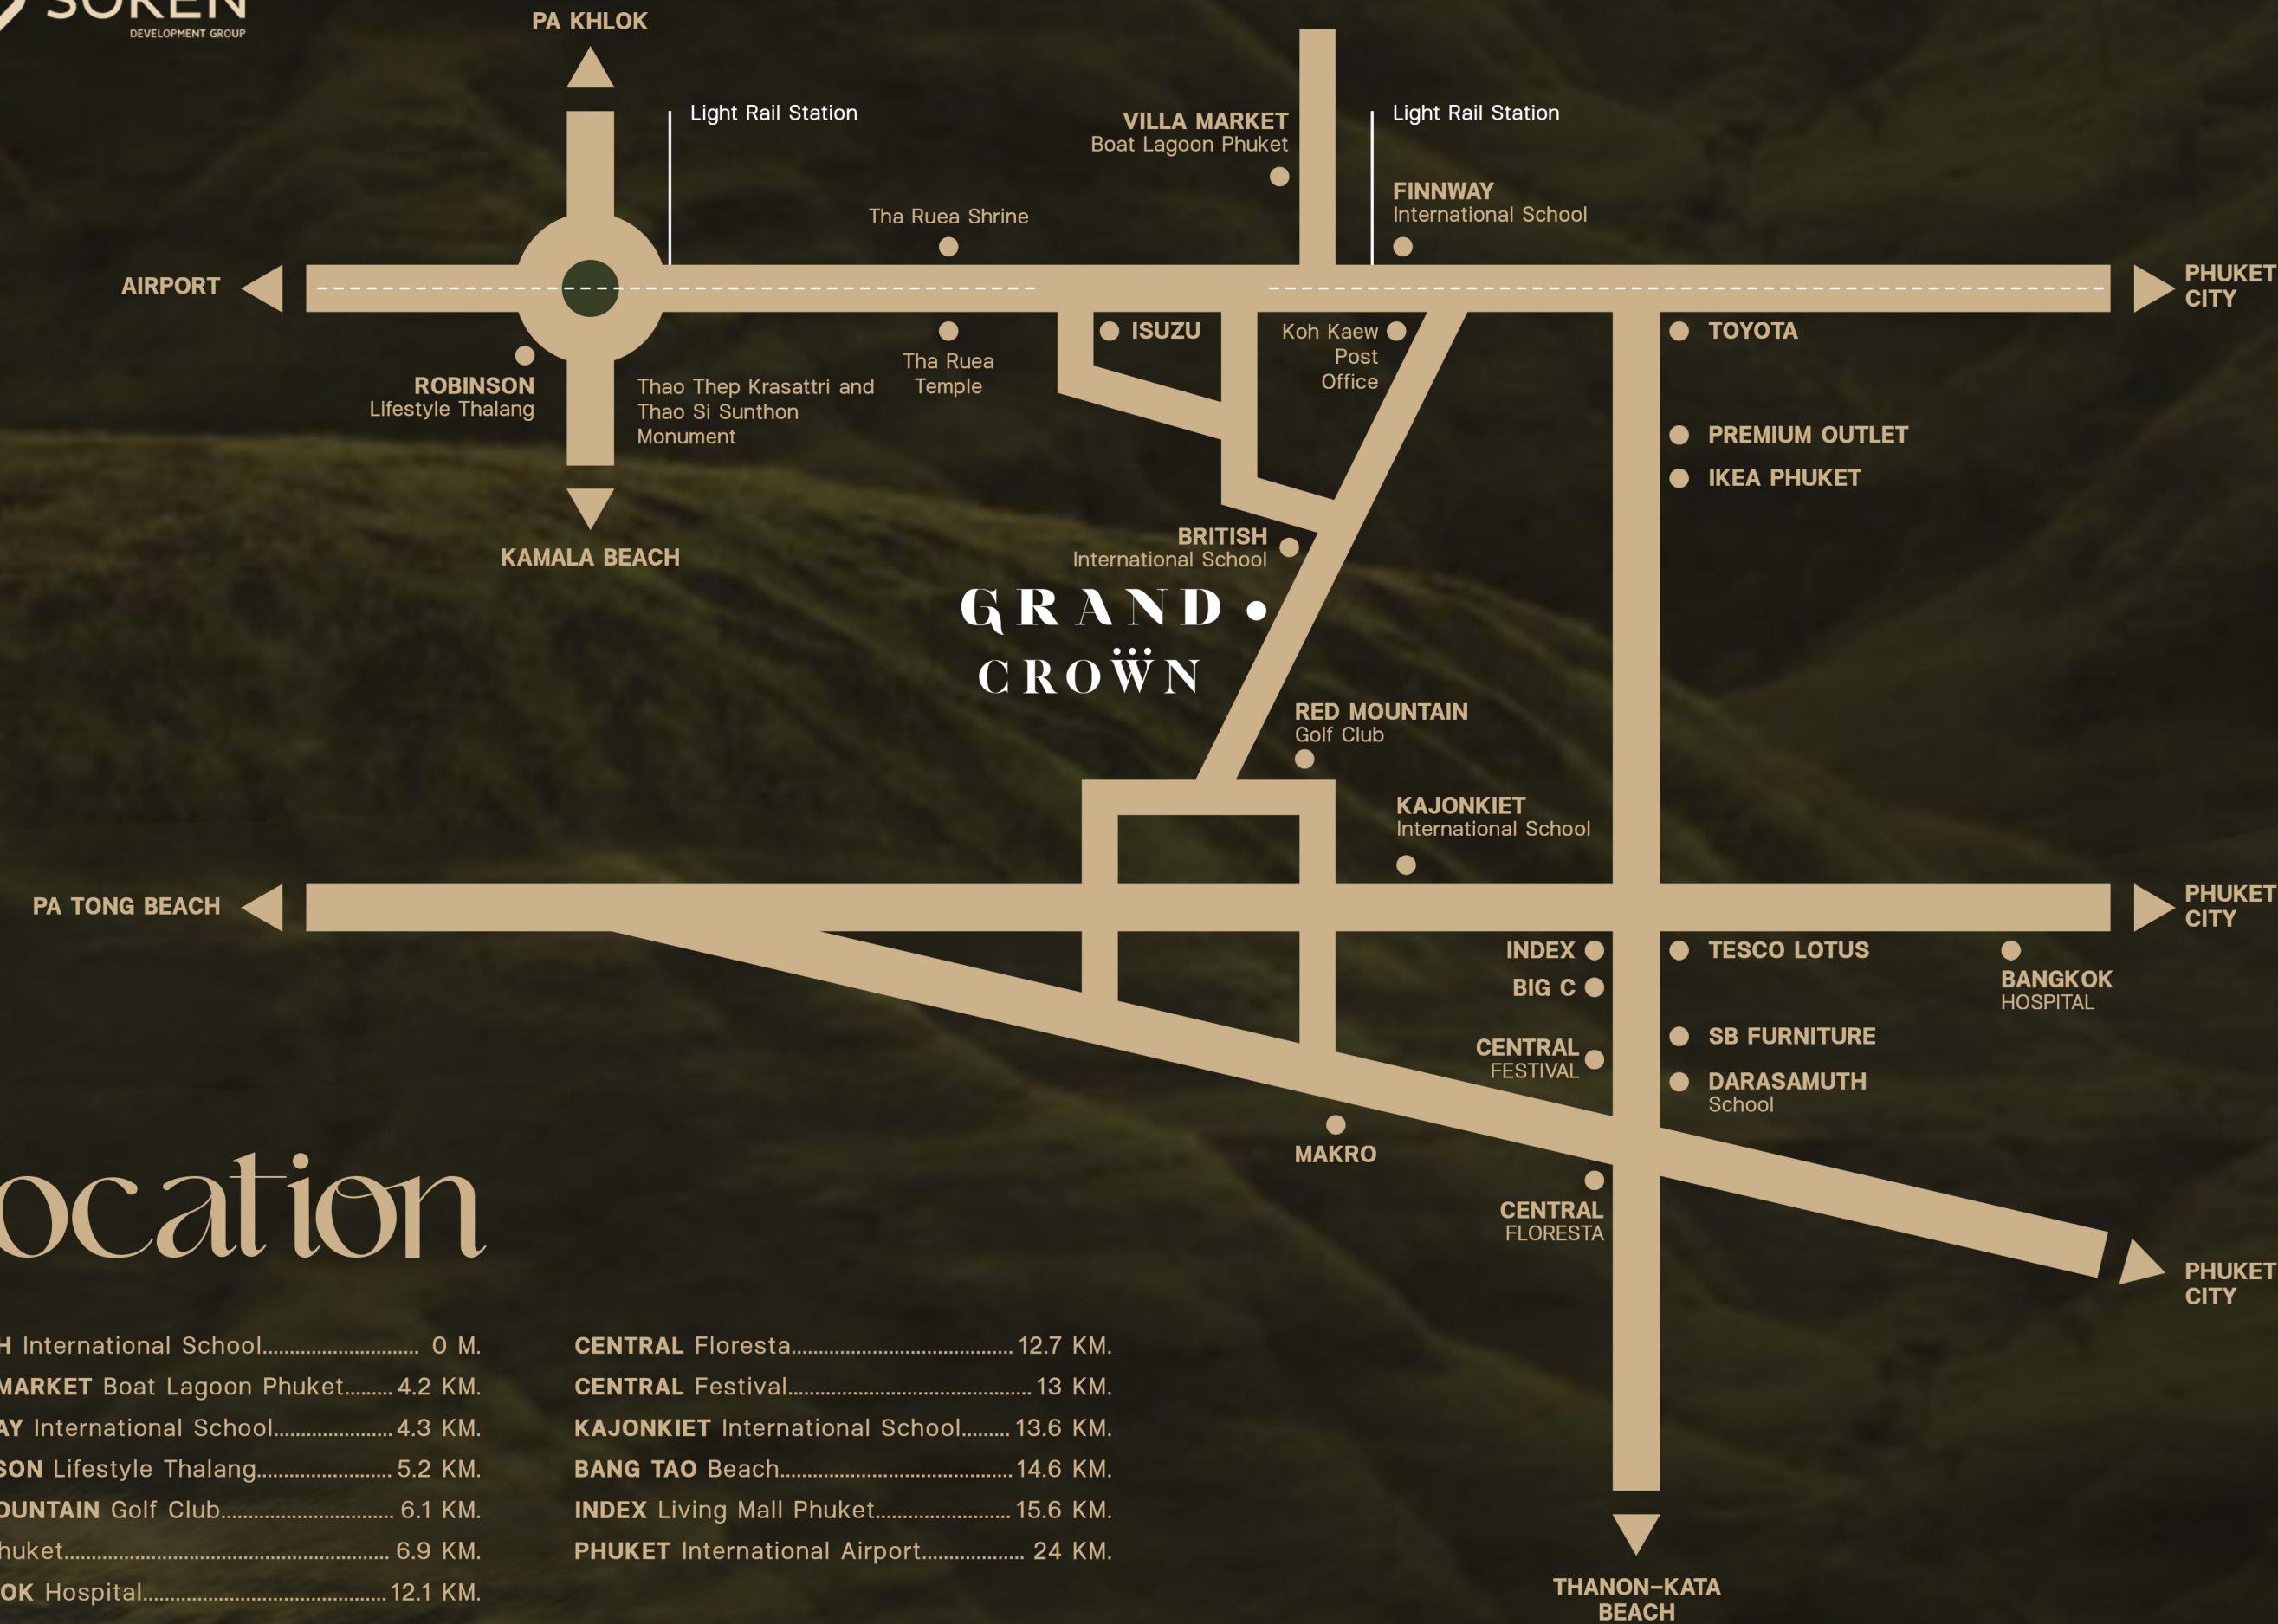 SOREN
DEVELOPMENT GROUP
PA KHLOK
Light Rail Station
VILLA MARKET
Boat Lagoon Phuket
Light Rail Station
FINNWAY
International School
Tha Ruea Shrine
AIRPORT
PHUKET
CITY
ROBINSON
Lifestyle Thalang
Thao Thep Krasattri and
Thao Si Sunthon
Monument
Tha Ruea
Temple
ISUZU
Koh Kaew
Post
Office
TOYOTA
PREMIUM OUTLET
IKEA PHUKET
KAMALA BEACH
BRITISH
International School
GRAND
CROWN
RED MOUNTAIN
Golf Club
KAJONKIET
International School
PA TONG BEACH
PHUKET
CITY
INDEX
BIG C
CENTRAL
FESTIVAL
TESCO LOTUS
BANGKOK
HOSPITAL
SB FURNITURE
DARASAMUTH
School
MAKRO
CENTRAL
FLORESTA
PHUKET
CITY
THANON-KATA
BEACH
ocation
H International School............................ 0 M.
MARKET Boat Lagoon Phuket......... 4.2 KM.
AY International School...................... 4.3 KM.
SON Lifestyle Thalang......................... 5.2 KM.
OUNTAIN Golf Club................................ 6.1 KM.
huket............................................................ 6.9 KM.
OK Hospital.............................................. 12.1 KM.
CENTRAL Floresta......................................... 12.7 KM.
CENTRAL Festival............................................. 13 KM.
KAJONKIET International School......... 13.6 KM.
BANG TAO Beach........................................... 14.6 KM.
INDEX Living Mall Phuket......................... 15.6 KM.
PHUKET International Airport................... 24 KM.